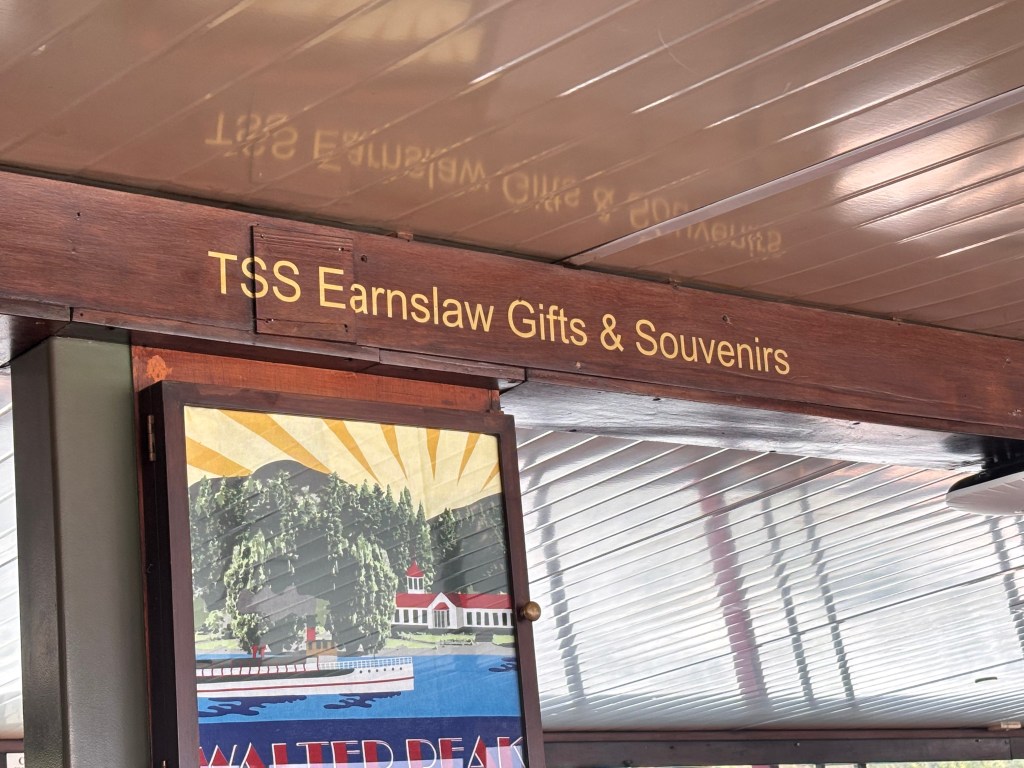 TSS Earnslaw Gifts & Souvenirs
WALTER PEAK